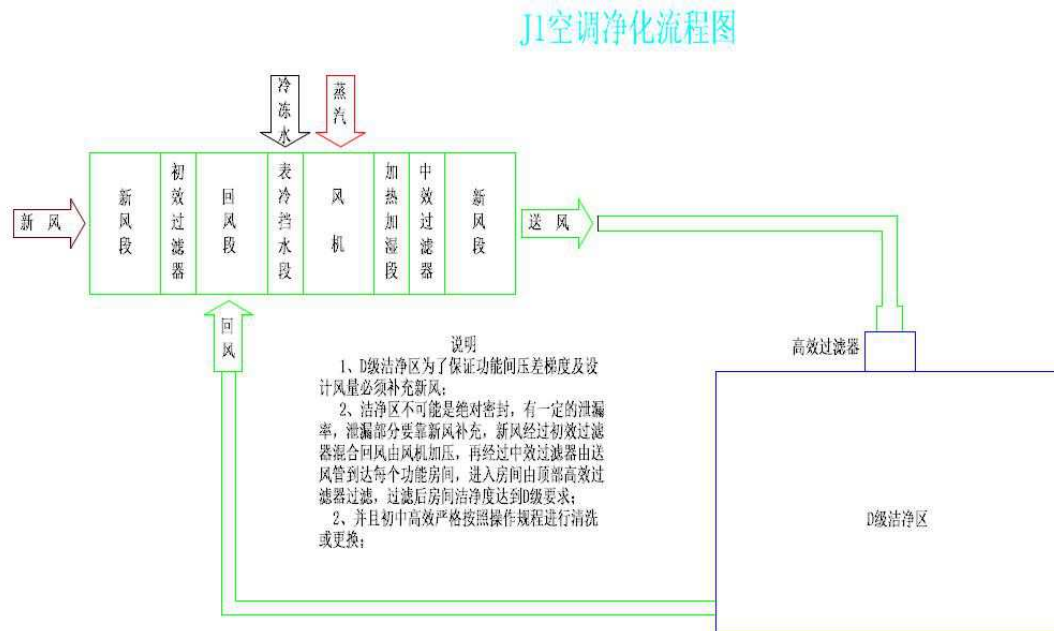 J1空调净化流程图
冷冻水
蒸汽
新风
新风段
初效过滤器
回风段
表冷挡水段
风机
加热加湿段
中效过滤器
新风段
送风
回风
高效过滤器
说明
1、D级洁净区为了保证功能间压差梯度及设
计风量必须补充新风；
2、洁净区不可能是绝对密封，有一定的泄漏
率，泄漏部分要靠新风补充，新风经过初效过滤
器混合回风由风机加压，再经过中效过滤器由送
风管到达每个功能房间，进入房间由顶部高效过
滤器过滤，过滤后房间洁净度达到D级要求；
2、并且初中高效严格按照操作规程进行清洗
或更换；
D级洁净区